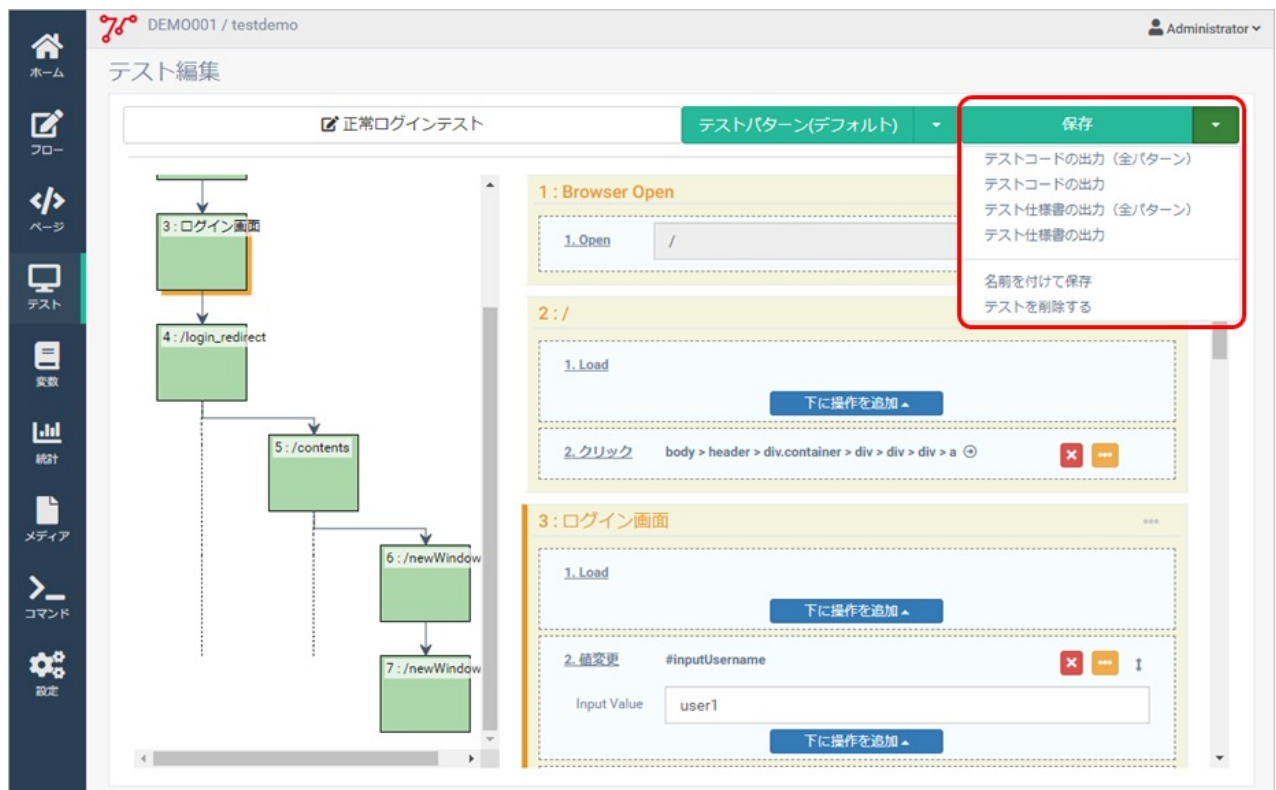 DEMO001 / testdemo
Administrator
ホーム
フロー
ページ
テスト
変数
統計
メディア
コマンド
設定
テスト編集
正常ログインテスト
テストパターン(デフォルト)
保存
テストコードの出力（全パターン）
テストコードの出力
テスト仕様書の出力（全パターン）
テスト仕様書の出力
名前を付けて保存
テストを削除する
3 : ログイン画面
4 : /login_redirect
5 : /contents
6 : /newWindow
7 : /newWindow
1 : Browser Open
1. Open
/
2 : /
1. Load
下に操作を追加
2. クリック body > header > div.container > div > div > div > a
3 : ログイン画面
1. Load
下に操作を追加
2. 値変更 #inputUsername
Input Value user1
下に操作を追加